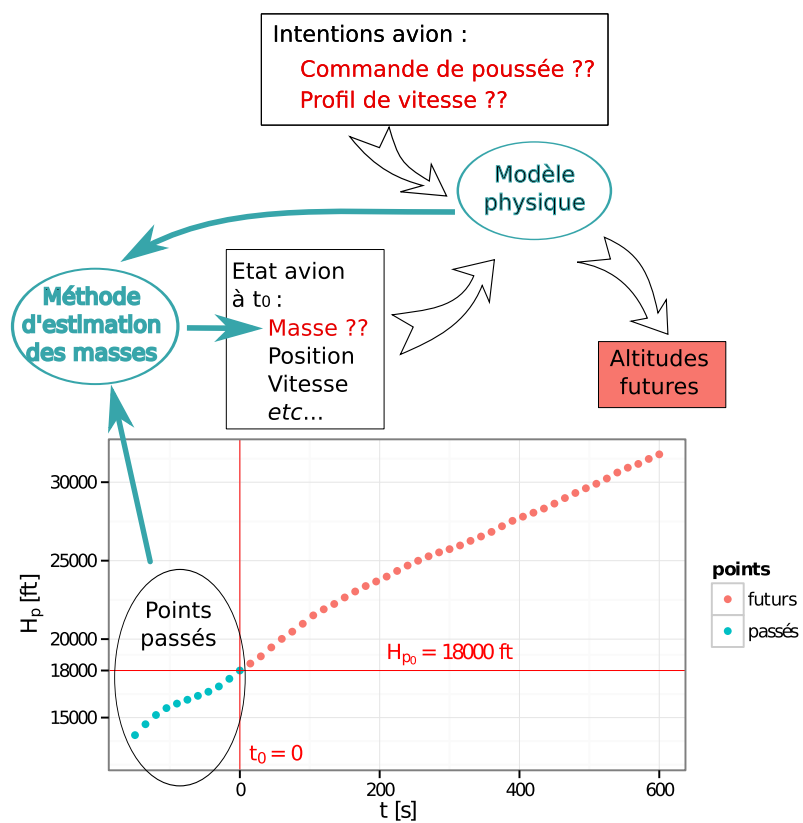 Intentions avion :
Commande de poussée ??
Profil de vitesse ??
Modèle
physique
Etat avion
à t0 :
Masse ??
Position
Vitesse
etc...
Méthode
d'estimation
des masses
Altitudes
futures
30000
25000
20000
18000
15000
Hp [ft]
Points
passés
Hp0 = 18000 ft
t0 = 0
0
200
400
600
t [s]
points
futurs
passés